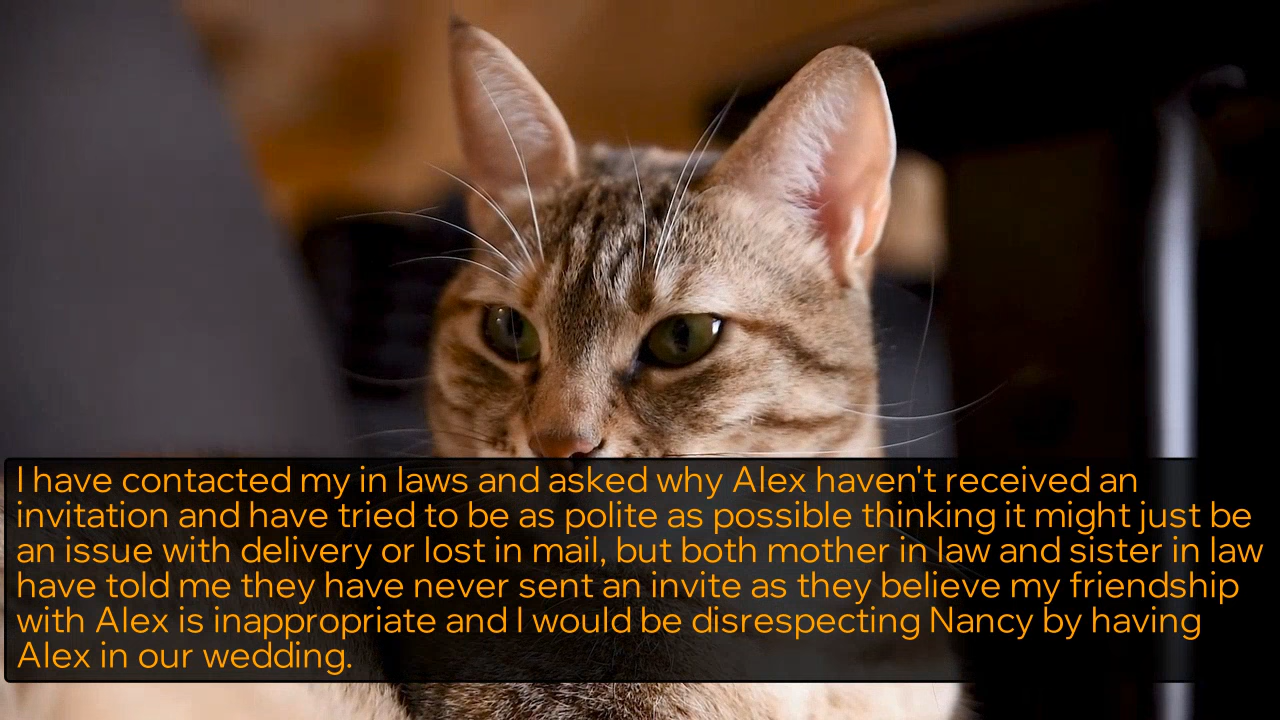 I have contacted my in laws and asked why Alex haven't received an
invitation and have tried to be as polite as possible thinking it might just be
an issue with delivery or lost in mail, but both mother in law and sister in law
have told me they have never sent an invite as they believe my friendship
with Alex is inappropriate and I would be disrespecting Nancy by having
Alex in our wedding.